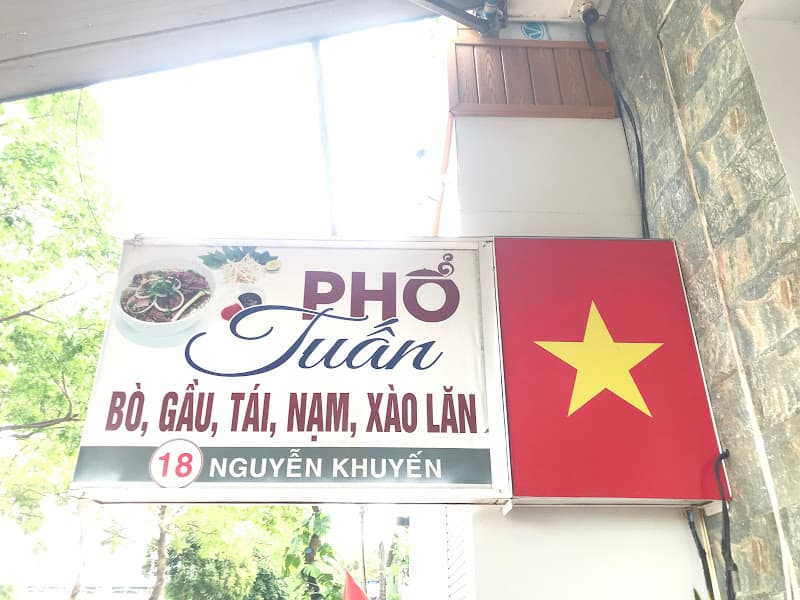 PHỞ
Tuấn
BÒ, GẦU, TÁI, NẠM, XÀO LĂN
18 NGUYỄN KHUYẾN